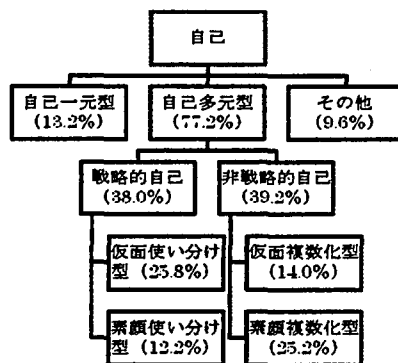 自己
自己一元型
(13.2%)
自己多元型
(77.2%)
その他
(9.6%)
戦略的自己
(38.0%)
非戦略的自己
(39.2%)
仮面使い分け
型 (25.8%)
仮面複数化型
(14.0%)
素顔使い分け
型 (12.2%)
素顔複数化型
(25.2%)